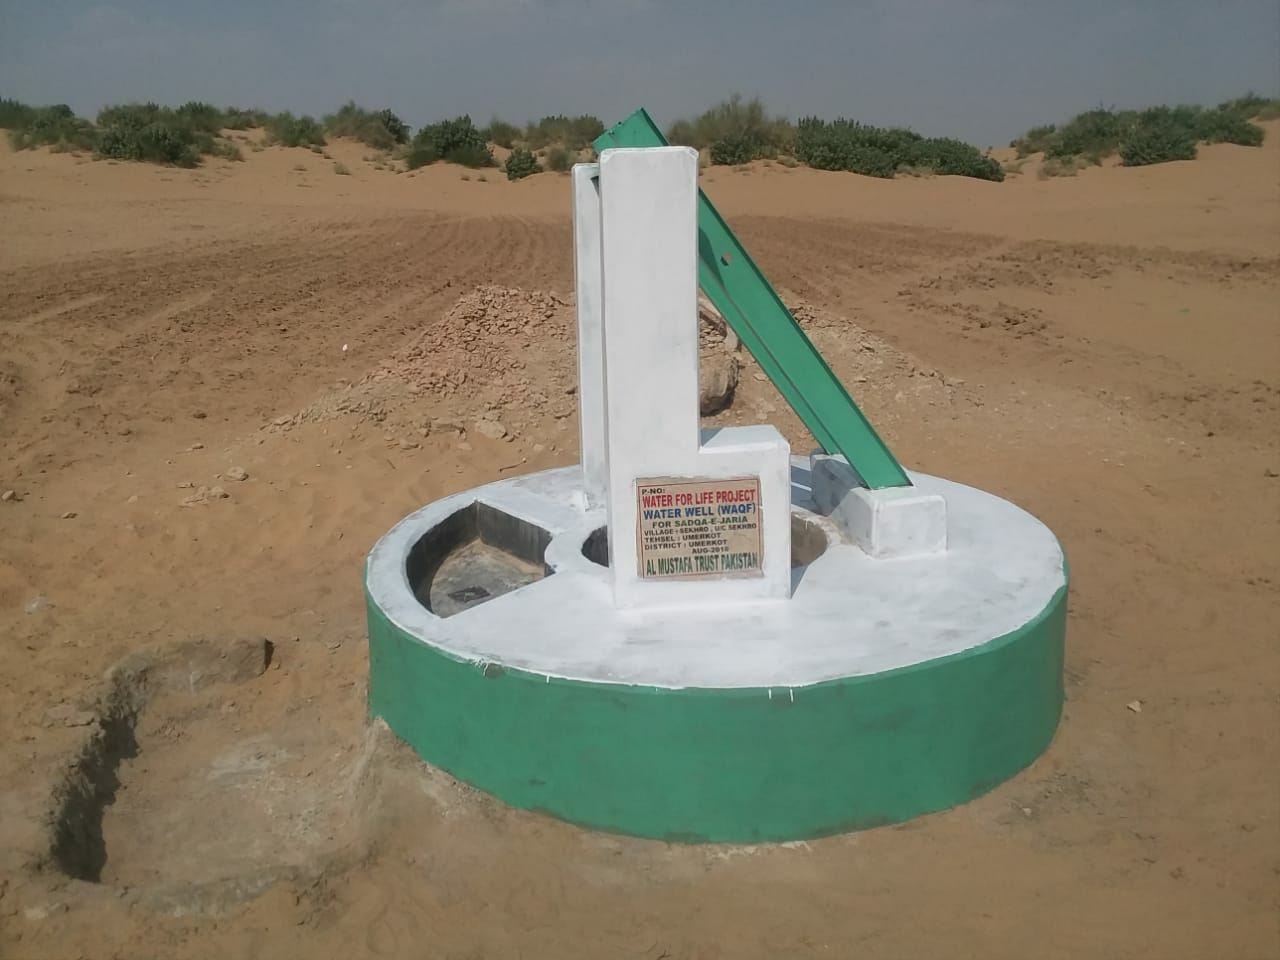 P-NO:
WATER FOR LIFE PROJECT
WATER WELL (WAQF)
FOR SADQA-E-JARIA
VILLAGE : SEKHRO , U/C SEKHRO
TEHSEL : UMERKOT
DISTRICT : UMERKOT
AUG-2018
AL MUSTAFA TRUST PAKISTAN